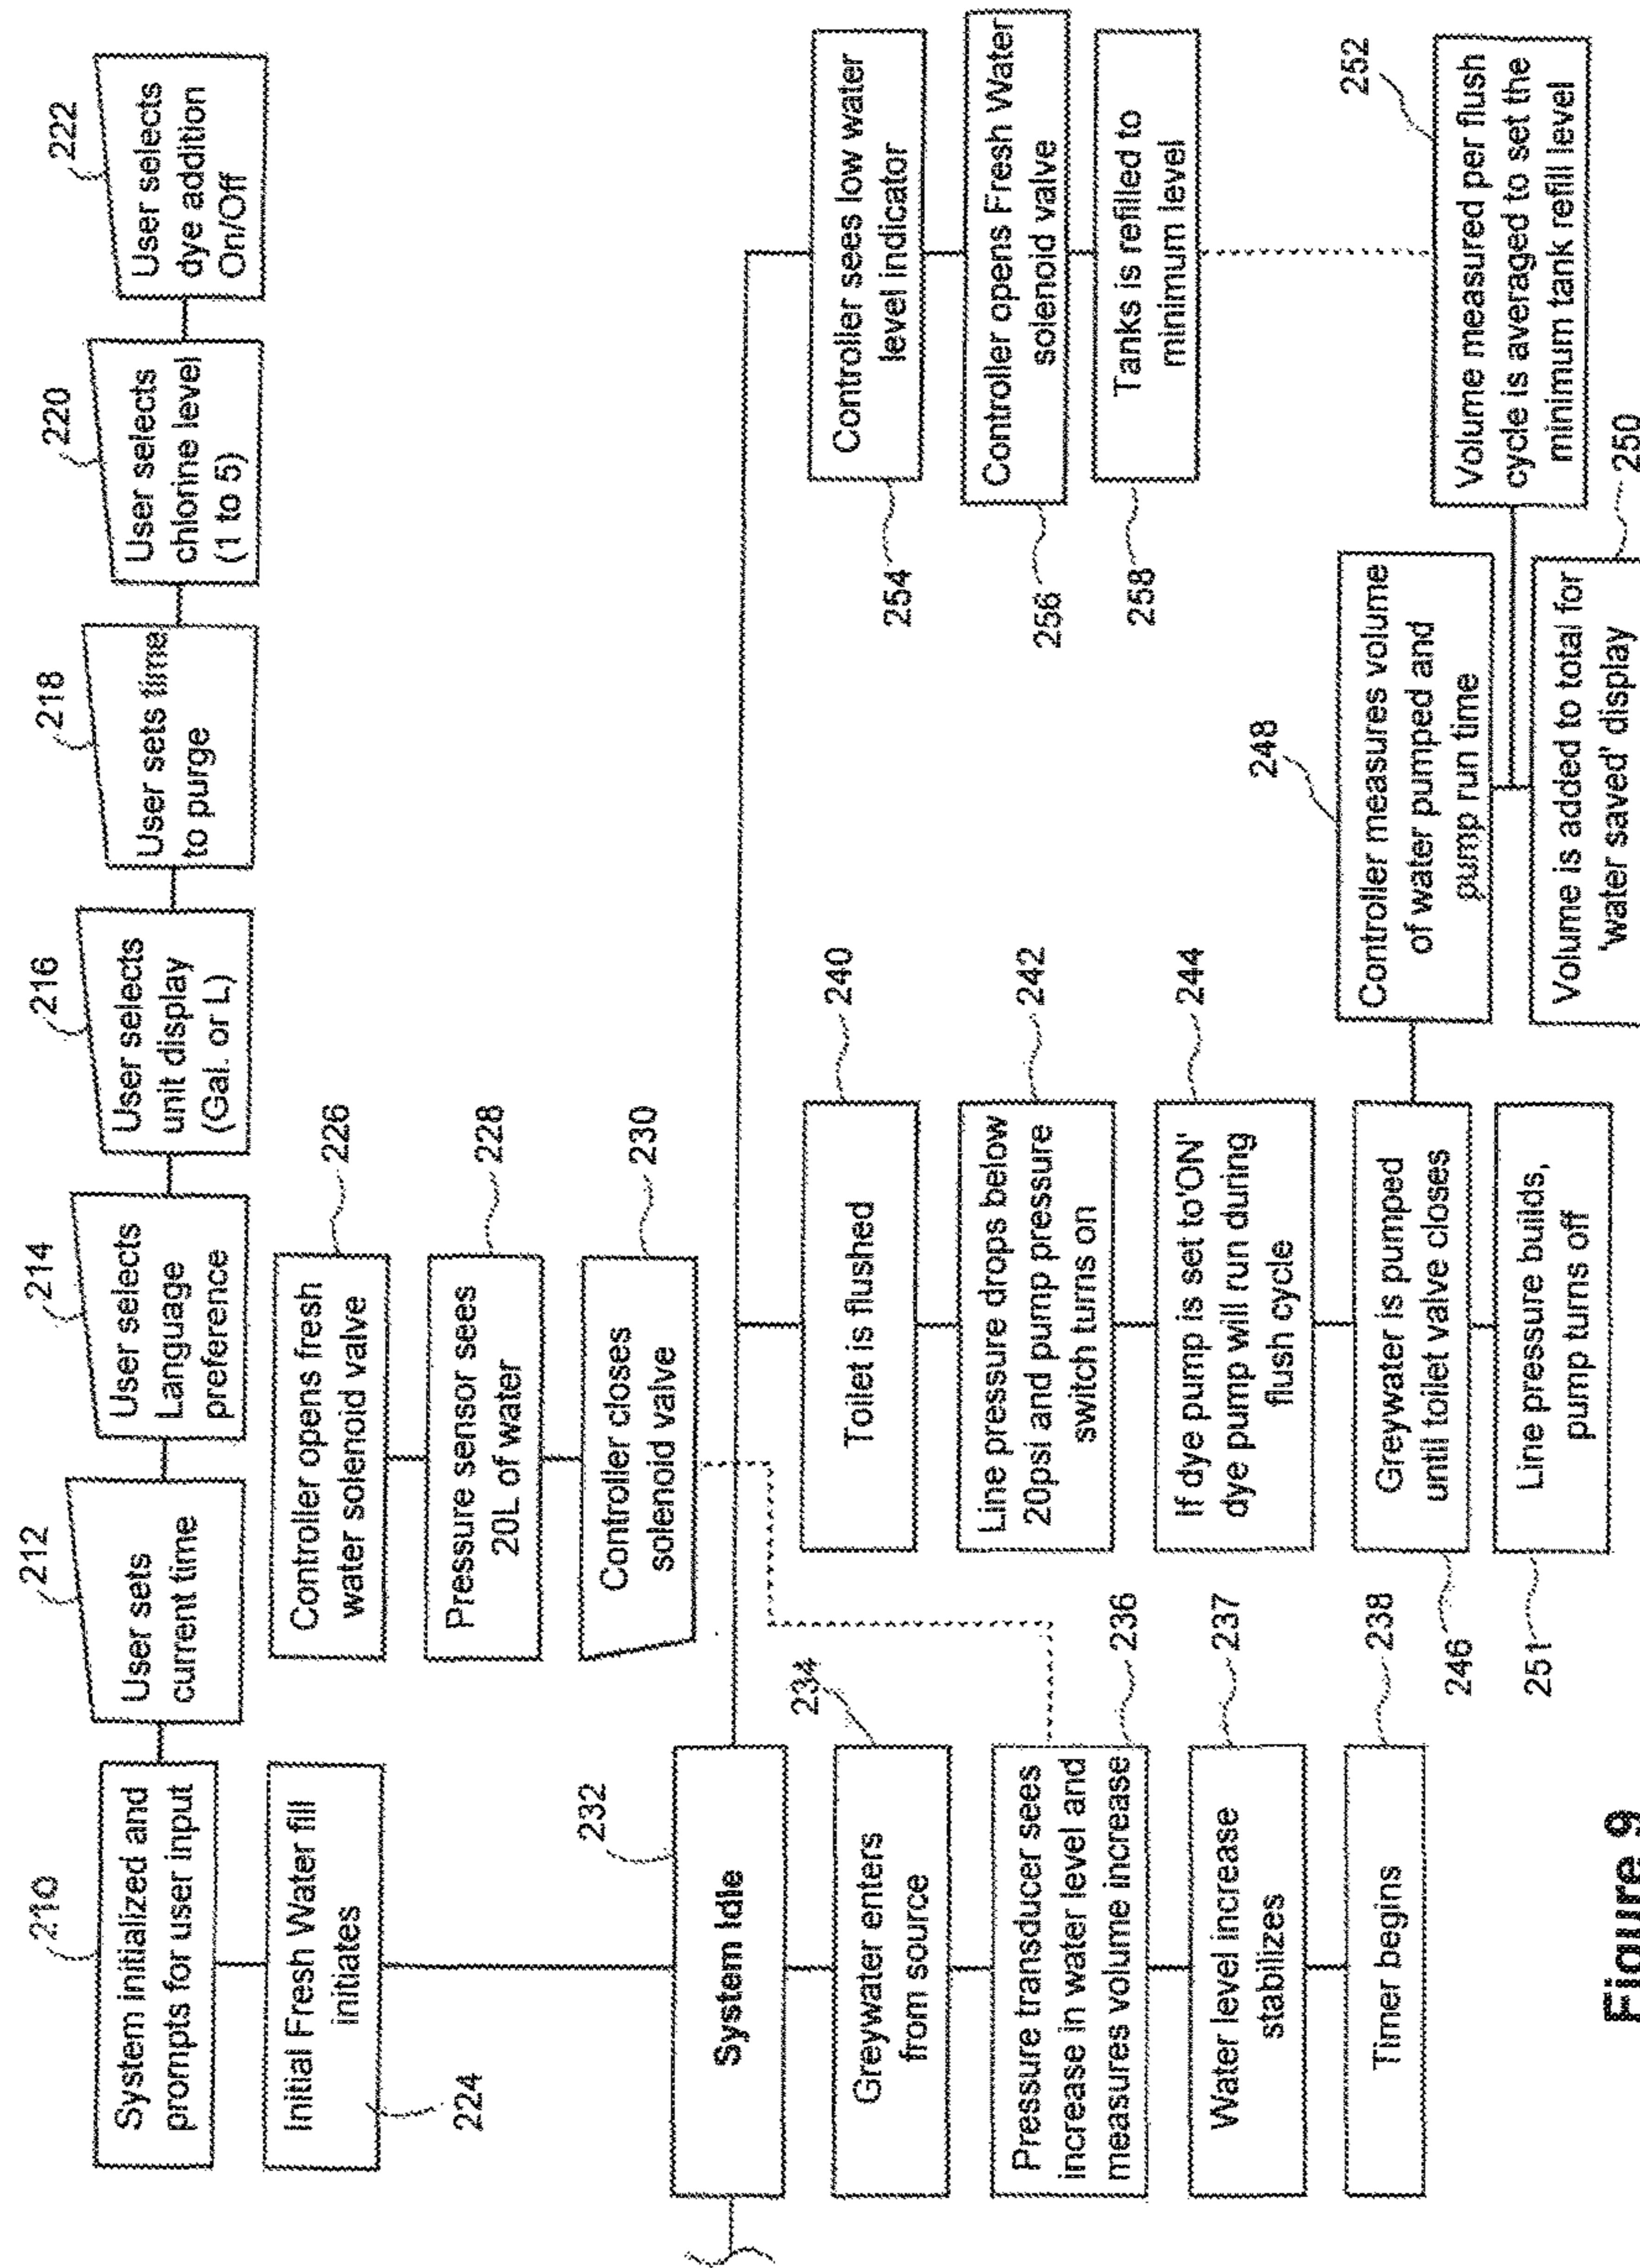 210
System initialized and
prompts for user input
212
User sets
current time
214
User selects
Language
preference
216
User selects
unit display
(Gal. or L)
218
User sets time
to purge
220
User selects
chlorine level
(1 to 5)
222
User selects
dye addition
On/Off
Initial Fresh Water fill
initiates
224
Controller opens fresh
water solenoid valve
226
Pressure sensor sees
20L of water
228
Controller closes
solenoid valve
230
232
System Idle
234
Greywater enters
from source
Pressure transducer sees
increase in water level and
measures volume increase
236
Water level increase
stabilizes
237
Timer begins
238
Toilet is flushed
240
Line pressure drops below
20psi and pump pressure
switch turns on
242
If dye pump is set to'ON'
dye pump will run during
flush cycle
244
Greywater is pumped
until toilet valve closes
246
Line pressure builds,
pump turns off
251
248
Controller measures volume
of water pumped and
pump run time
Volume is added to total for
'water saved' display
250
Controller sees low water
level indicator
254
Controller opens Fresh Water
solenoid valve
256
Tanks is refilled to
minimum level
258
252
Volume measured per flush
cycle is averaged to set the
minimum tank refill level
Figure 9